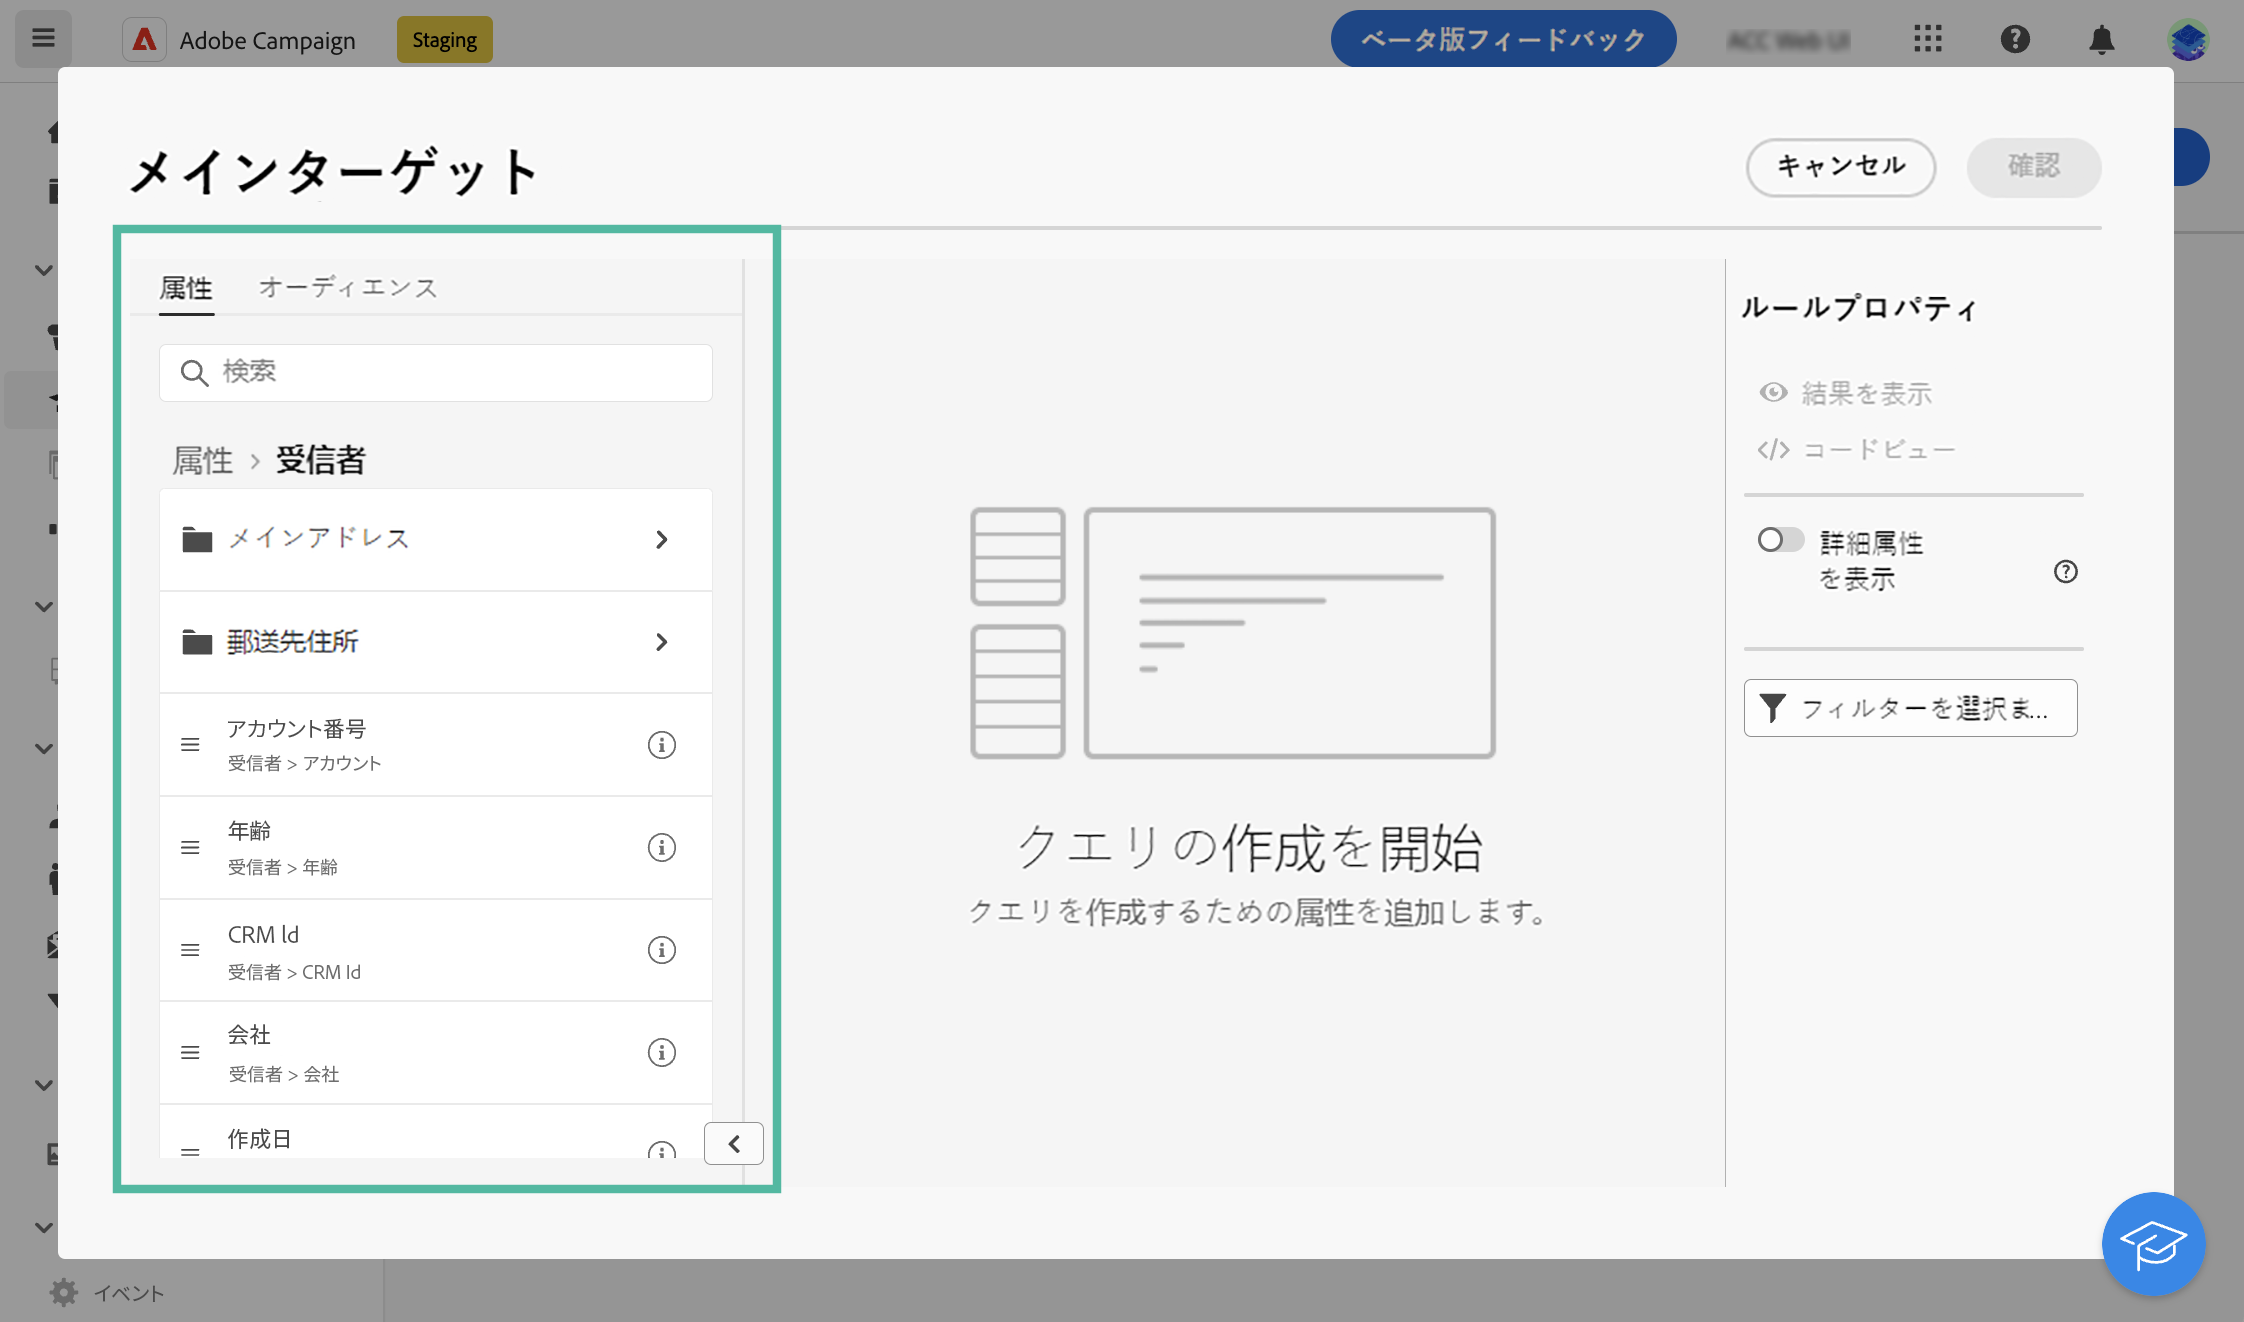 Adobe Campaign
Staging
ベータ版フィードバック
メインターゲット
キャンセル
確認
属性
オーディエンス
検索
属性 › 受信者
メインアドレス
郵送先住所
アカウント番号
受信者 > アカウント
年齢
受信者 > 年齢
CRM ld
受信者 > CRM Id
会社
受信者 > 会社
作成日
クエリの作成を開始
クエリを作成するための属性を追加します。
ルールプロパティ
結果を表示
コードビュー
詳細属性
を表示
フィルターを選択ま...
イベント